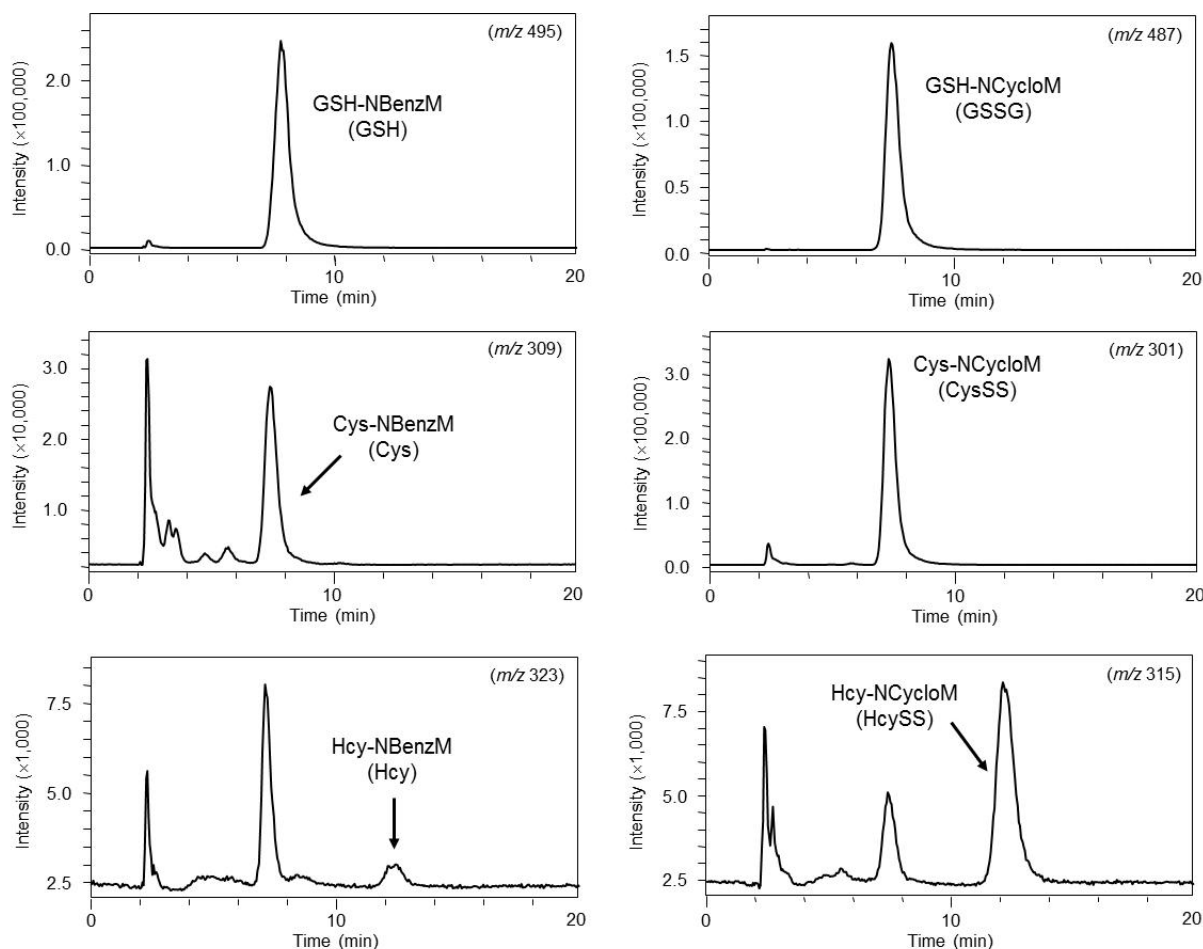 (m/z 495)
Intensity (×100,000)
2.0
1.0
0.0
GSH-NBenzM
(GSH)
0
10
20
Time (min)
(m/z 487)
Intensity (×100,000)
1.5
1.0
0.5
0.0
GSH-NCycloM
(GSSG)
0
10
20
Time (min)
(m/z 309)
Intensity (×10,000)
3.0
2.0
1.0
Cys-NBenzM
(Cys)
0
10
20
Time (min)
(m/z 301)
Intensity (×100,000)
3.0
2.0
1.0
0.0
Cys-NCycloM
(CysSS)
0
10
20
Time (min)
(m/z 323)
Intensity (×1,000)
7.5
5.0
2.5
Hcy-NBenzM
(Hcy)
0
10
20
Time (min)
(m/z 315)
Intensity (×1,000)
7.5
5.0
2.5
Hcy-NCycloM
(HcySS)
0
10
20
Time (min)